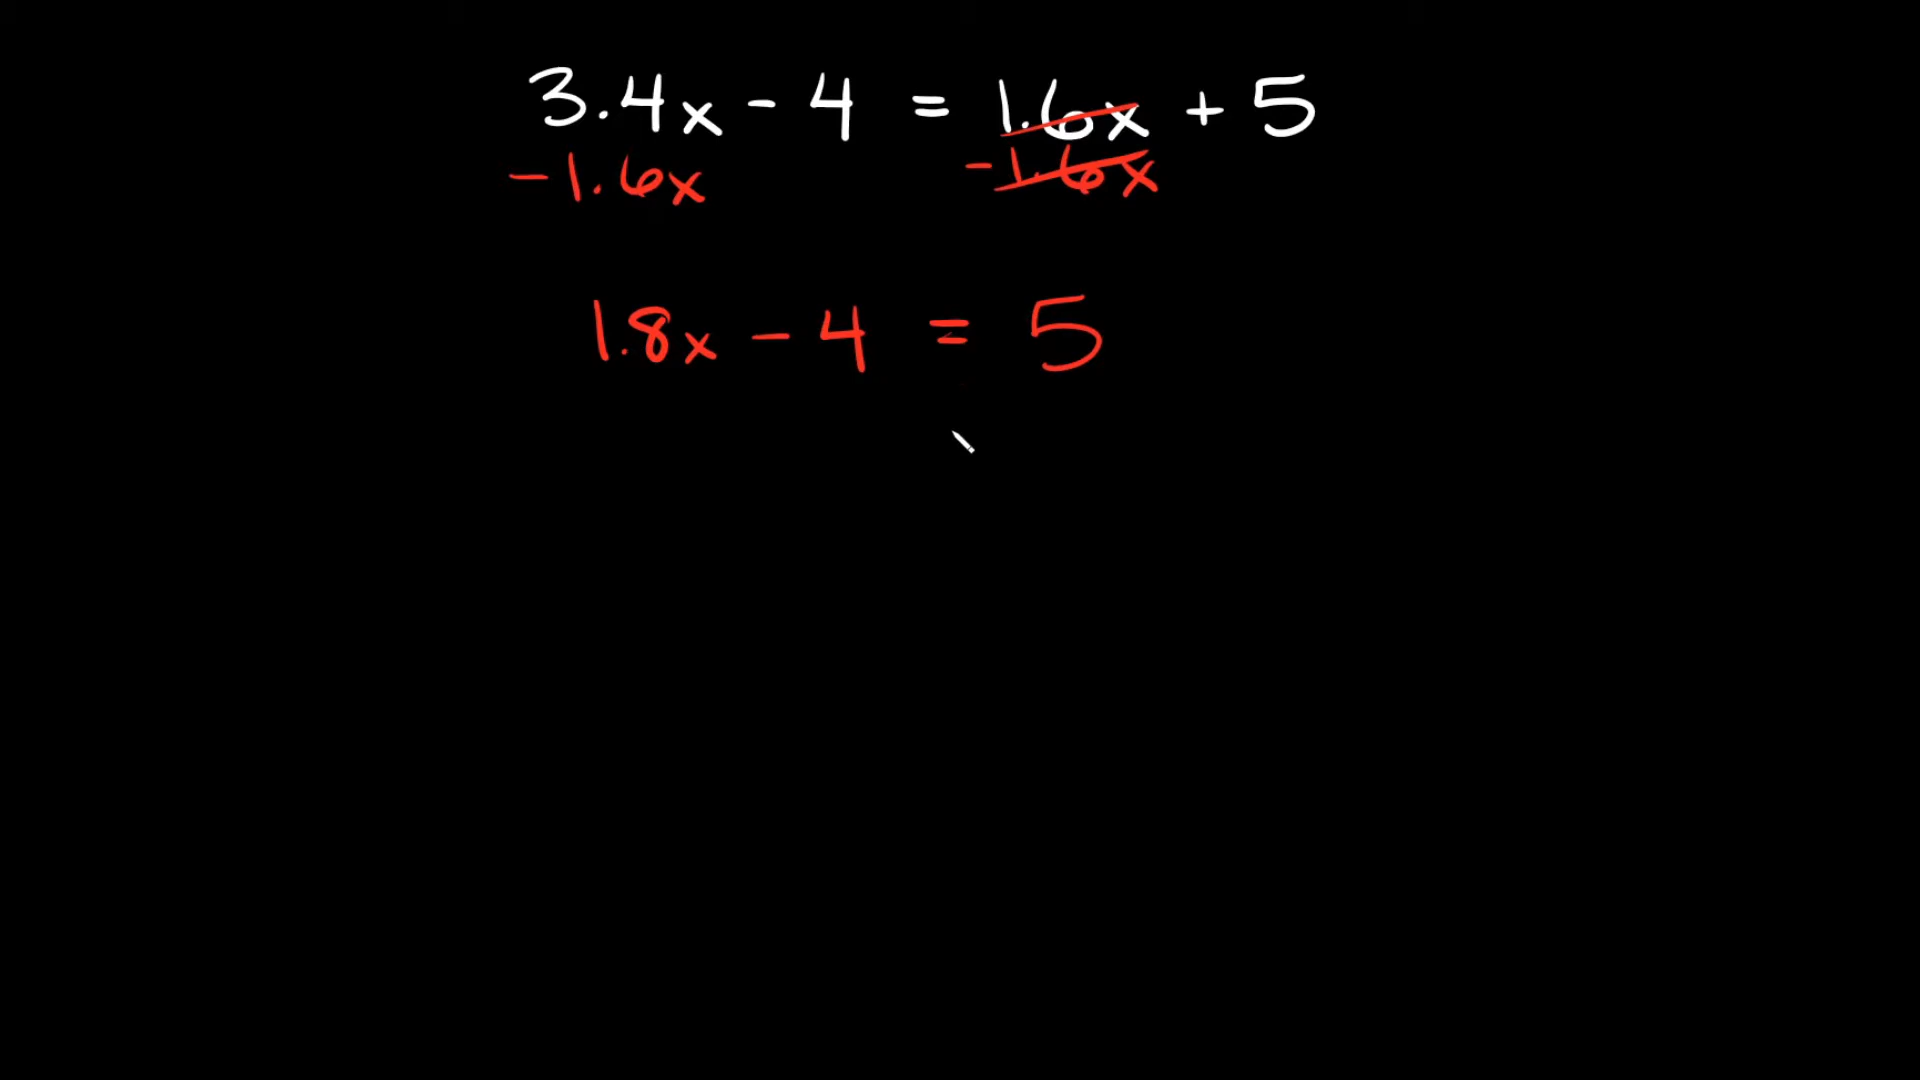 3.4x - 4 = 1.6x + 5
-1.6x -1.6x
1.8x - 4 = 5